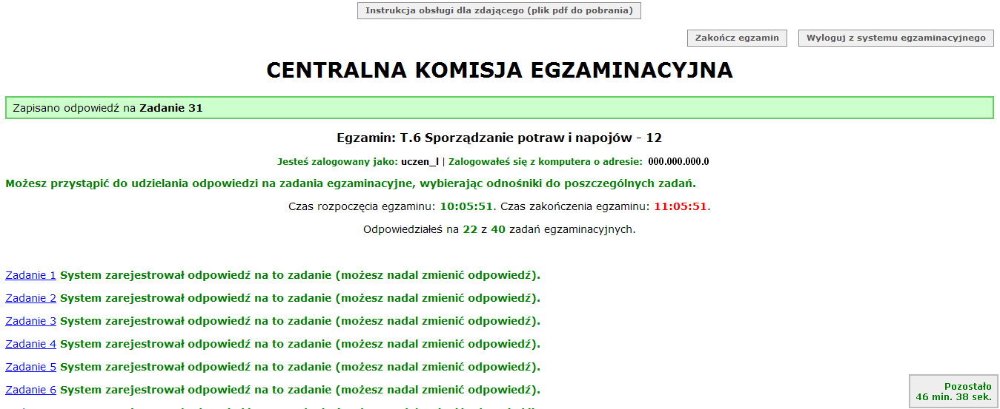 Instrukcja obsługi dla zdającego (plik pdf do pobrania)
Zakończ egzamin
Wyloguj z systemu egzaminacyjnego
CENTRALNA KOMISJA EGZAMINACYJNA
Zapisano odpowiedź na Zadanie 31
Egzamin: T.6 Sporządzanie potraw i napojów - 12
Jesteś zalogowany jako: uczen_l | Zalogowałeś się z komputera o adresie: 000.000.000.0
Możesz przystąpić do udzielania odpowiedzi na zadania egzaminacyjne, wybierając odnośniki do poszczególnych zadań.
Czas rozpoczęcia egzaminu: 10:05:51. Czas zakończenia egzaminu: 11:05:51.
Odpowiedziałeś na 22 z 40 zadań egzaminacyjnych.
Zadanie 1 System zarejestrował odpowiedź na to zadanie (możesz nadal zmienić odpowiedź).
Zadanie 2 System zarejestrował odpowiedź na to zadanie (możesz nadal zmienić odpowiedź).
Zadanie 3 System zarejestrował odpowiedź na to zadanie (możesz nadal zmienić odpowiedź).
Zadanie 4 System zarejestrował odpowiedź na to zadanie (możesz nadal zmienić odpowiedź).
Zadanie 5 System zarejestrował odpowiedź na to zadanie (możesz nadal zmienić odpowiedź).
Zadanie 6 System zarejestrował odpowiedź na to zadanie (możesz nadal zmienić odpowiedź).
Pozostało
46 min. 38 sek.